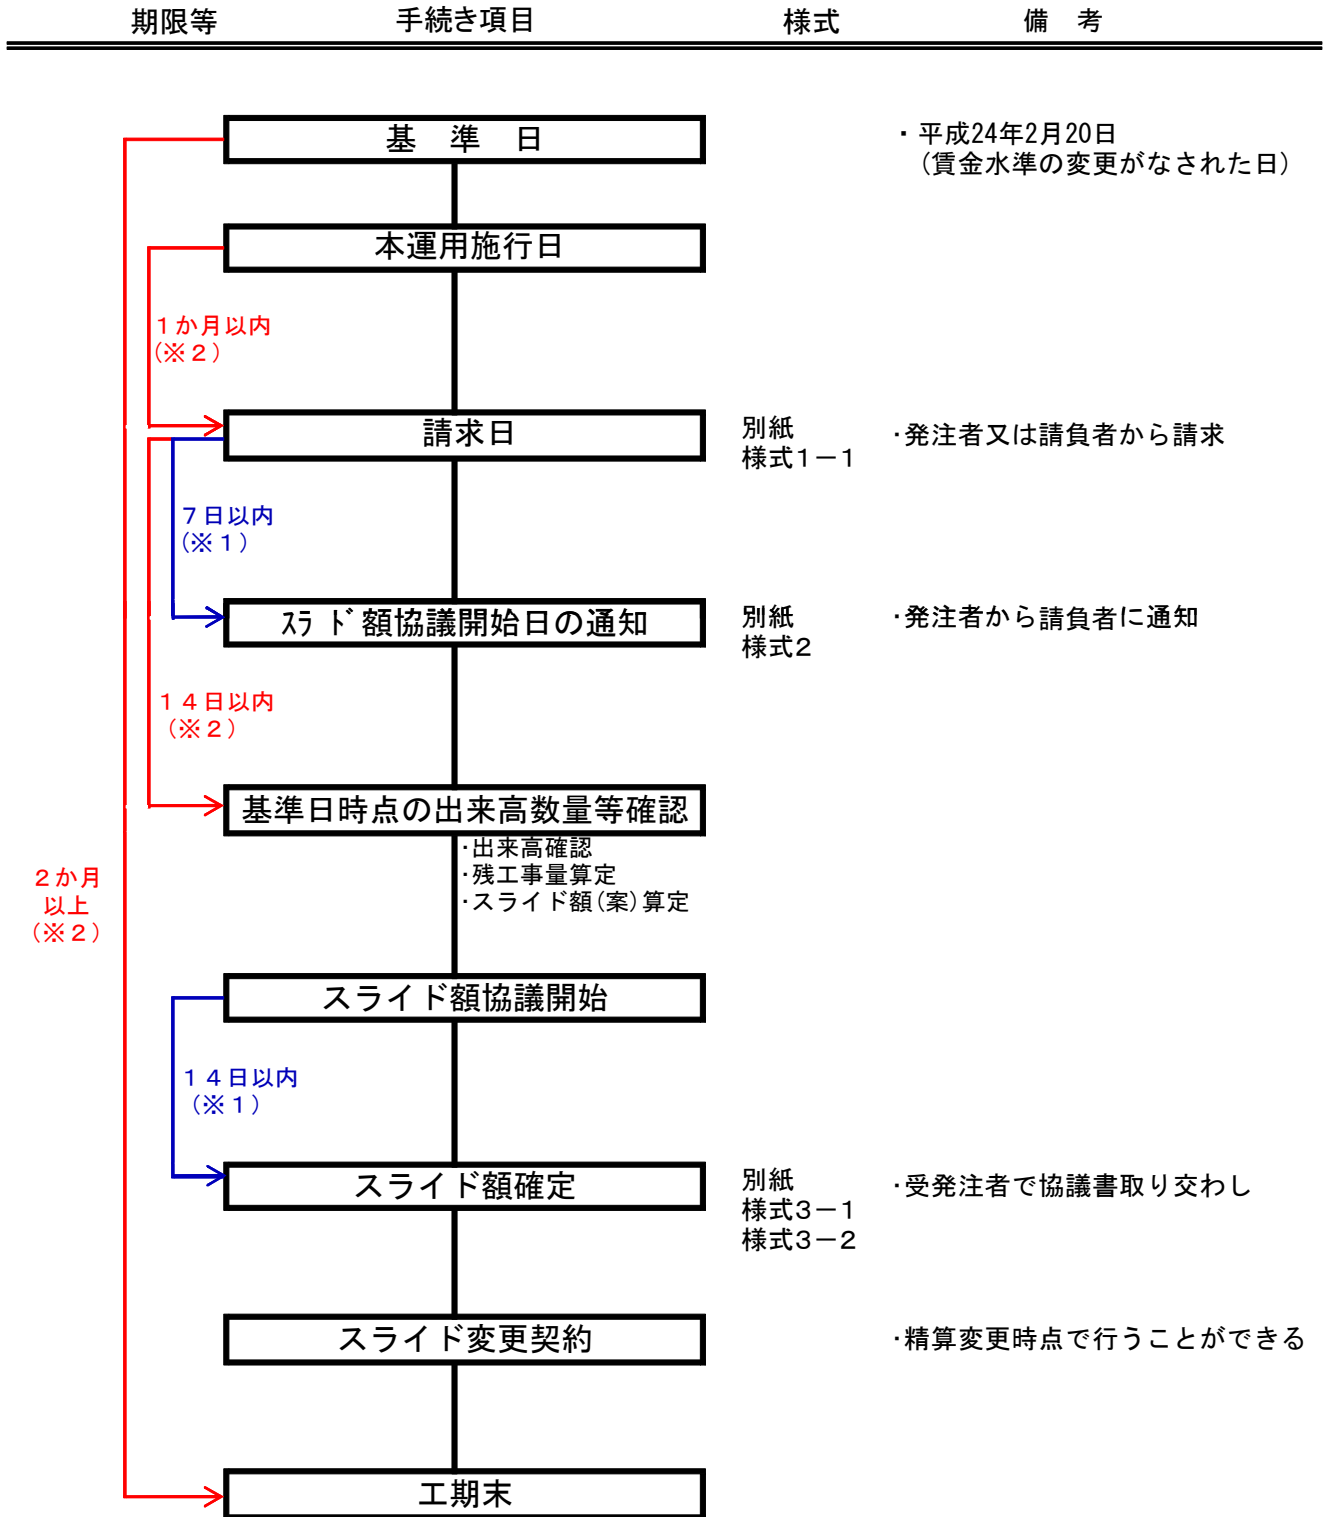 期限等　手続き項目　様式　備　考
基　準　日
・平成24年2月20日
（賃金水準の変更がなされた日）
本運用施行日
１か月以内
（※２）
請求日
別紙
様式1－1
・発注者又は請負者から請求
７日以内
（※１）
ｽﾗ ﾄﾞ額協議開始日の通知
別紙
様式2
・発注者から請負者に通知
１４日以内
（※２）
基準日時点の出来高数量等確認
・出来高確認
・残工事量算定
・スライド額（案）算定
２か月
以上
（※２）
スライド額協議開始
１４日以内
（※１）
スライド額確定
別紙
様式3－1
様式3－2
・受発注者で協議書取り交わし
スライド変更契約
・精算変更時点で行うことができる
工期末